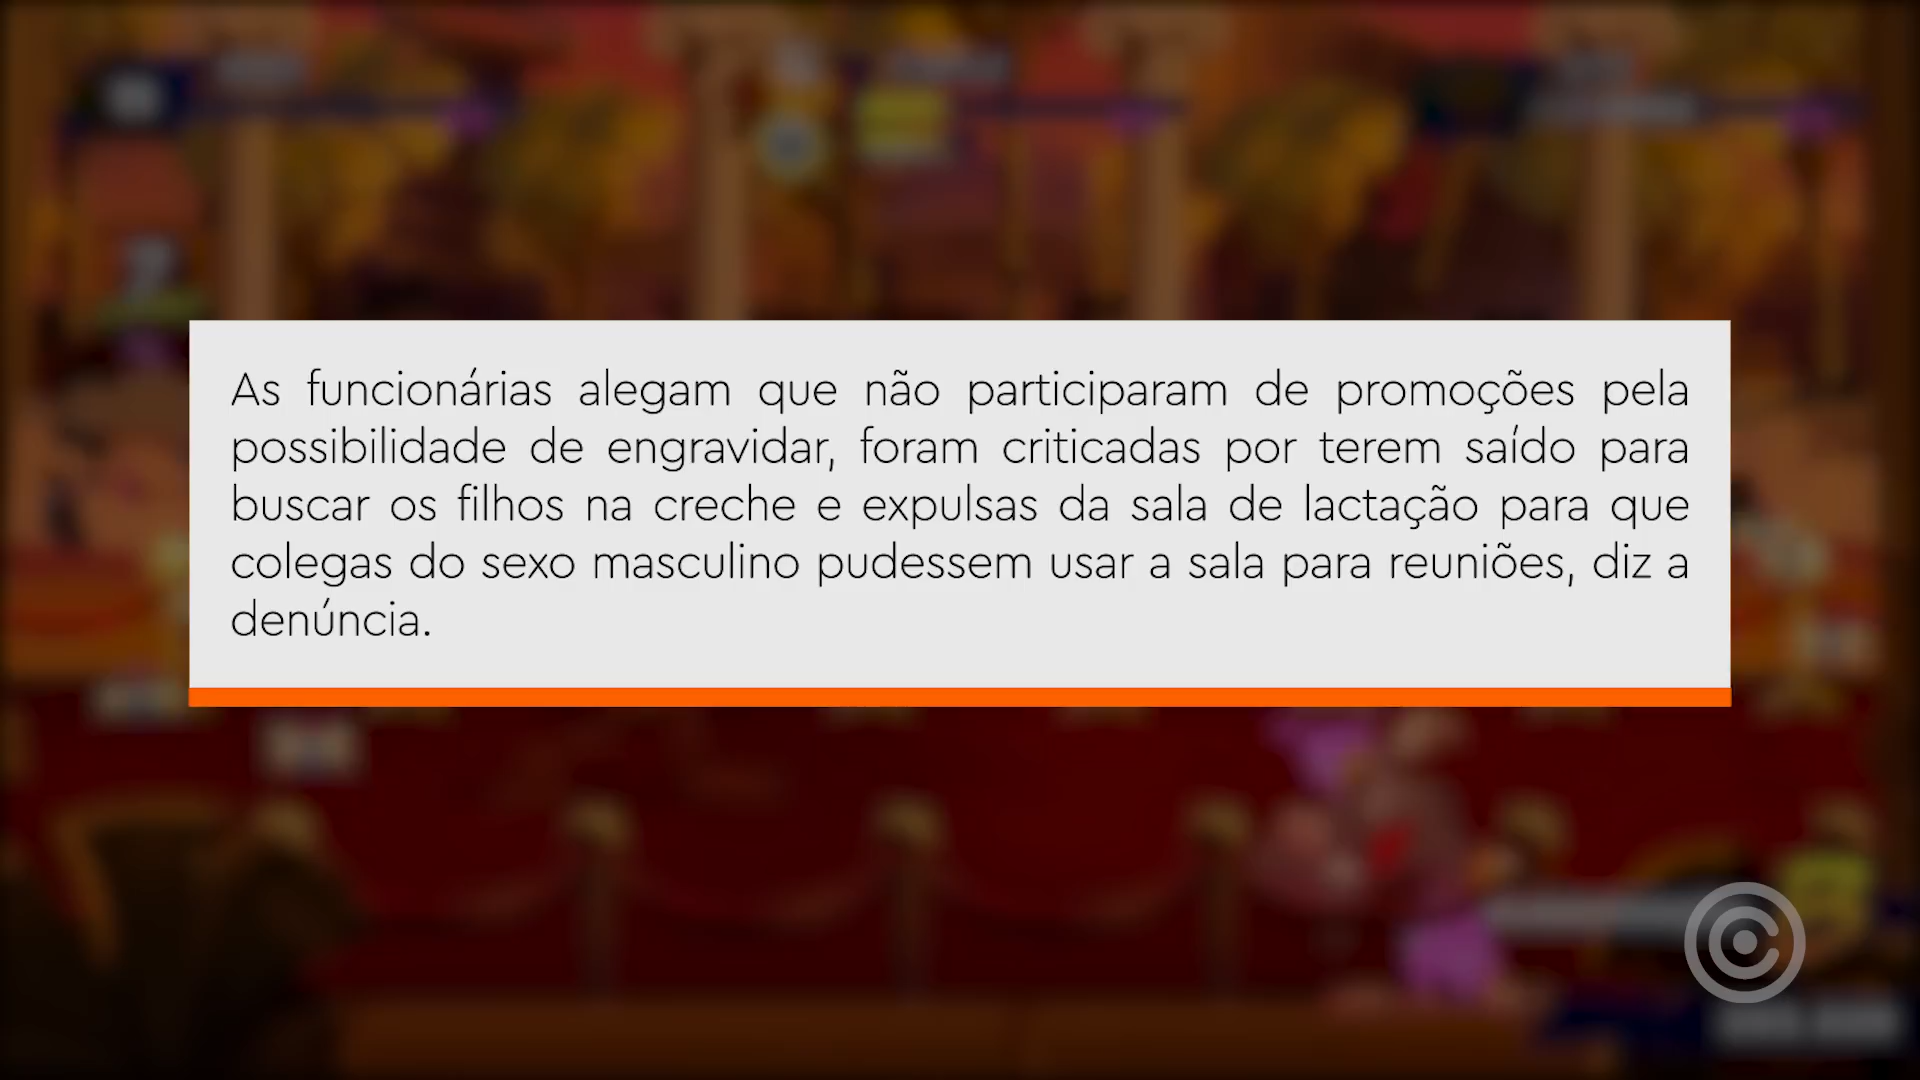 As funcionárias alegam que não participaram de promoções pela
possibilidade de engravidar, foram criticadas por terem saído para
buscar os filhos na creche e expulsas da sala de lactação para que
colegas do sexo masculino pudessem usar a sala para reuniões, diz a
denúncia.